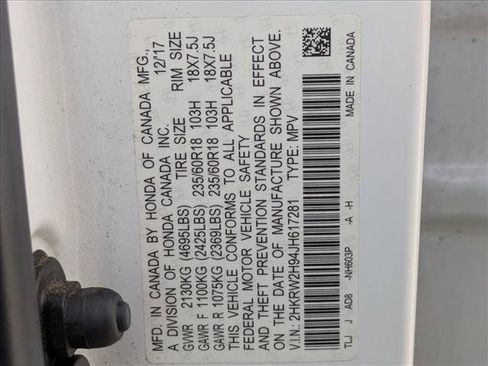 MFD. IN CANADA BY HONDA OF CANADA MFG.,
A DIVISION OF HONDA CANADA INC. 12/17
TIRE SIZE RIM SIZE
GVWR 2130KG (4695LBS)
GAWR F 1100KG (2425LBS) 235/60R18 103H 18X7.5J
GAWR R 1075KG (2369LBS) 235/60R18 103H 18X7.5J
THIS VEHICLE CONFORMS TO ALL APPLICABLE
FEDERAL MOTOR VEHICLE SAFETY
AND THEFT PREVENTION STANDARDS IN EFFECT
ON THE DATE OF MANUFACTURE SHOWN ABOVE.
V.I.N.: 2HKRW2H94JH617281 TYPE: MPV
TLJ J AD8 -NH603P -A -H MADE IN CANADA